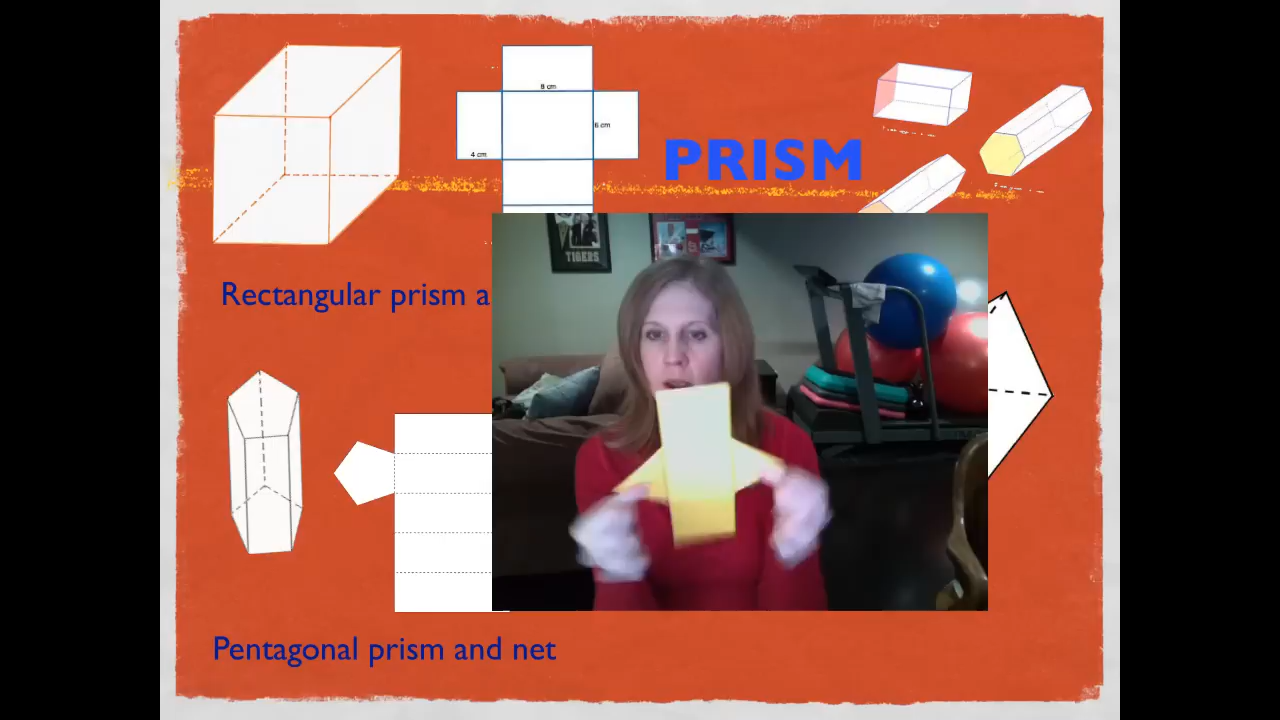 8 cm
6 cm
4 cm
PRISM
TIGERS
S
Rectangular prism a
Pentagonal prism and net